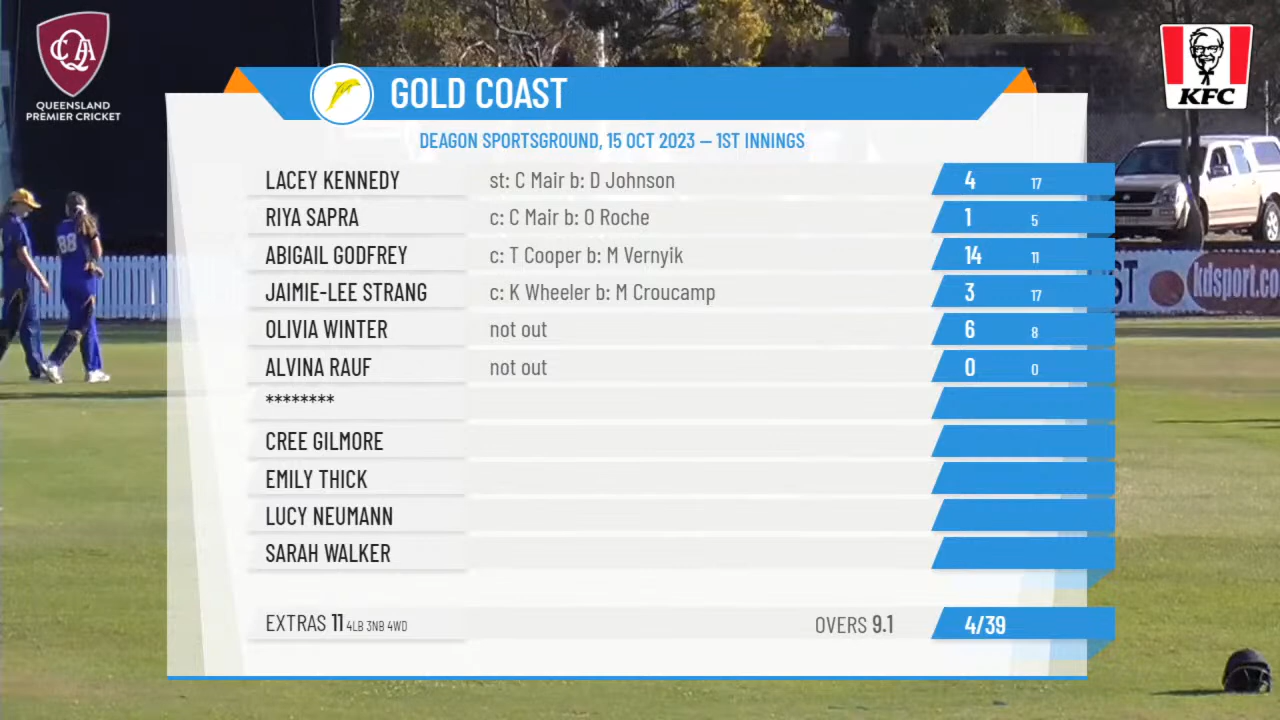 QUEENSLAND
PREMIER CRICKET
KFC
GOLD COAST
DEAGON SPORTSGROUND, 15 OCT 2023 – 1ST INNINGS
LACEY KENNEDY st: C Mair b: D Johnson 4 17
RIYA SAPRA c: C Mair b: O Roche 1 5
ABIGAIL GODFREY c: T Cooper b: M Vernyik 14 11
JAIMIE-LEE STRANG c: K Wheeler b: M Croucamp 3 17
OLIVIA WINTER not out 6 8
ALVINA RAUF not out 0 0
********
CREE GILMORE
EMILY THICK
LUCY NEUMANN
SARAH WALKER
EXTRAS 11 4LB 3NB 4WD OVERS 9.1 4/39
88
ST kdsport.co